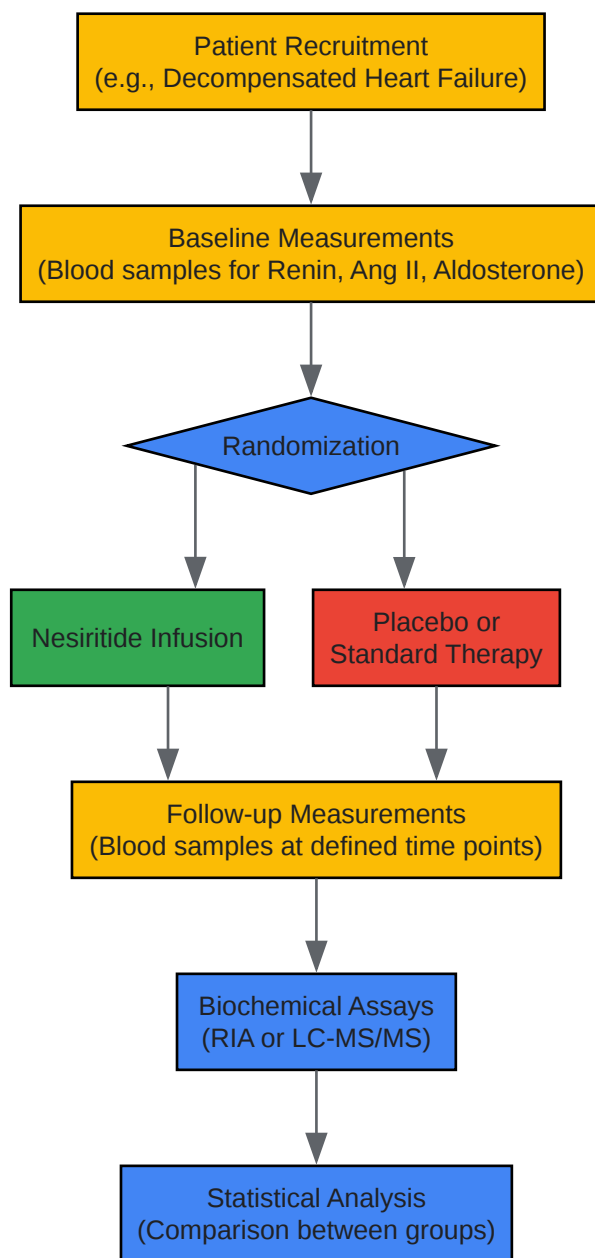 Patient Recruitment
(e.g., Decompensated Heart Failure)
Baseline Measurements
(Blood samples for Renin, Ang II, Aldosterone)
Randomization
Nesiritide Infusion
Placebo or
Standard Therapy
Follow-up Measurements
(Blood samples at defined time points)
Biochemical Assays
(RIA or LC-MS/MS)
Statistical Analysis
(Comparison between groups)